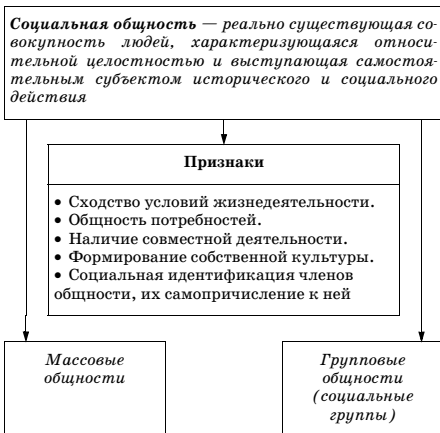 Социальная общность — реально существующая со-
вокупность людей, характеризующаяся относи-
тельной целостностью и выступающая самостоя-
тельным субъектом исторического и социального
действия
Признаки
• Сходство условий жизнедеятельности.
• Общность потребностей.
• Наличие совместной деятельности.
• Формирование собственной культуры.
• Социальная идентификация членов
общности, их самопричисление к ней
Массовые
общности
Групповые
общности
(социальные
группы)